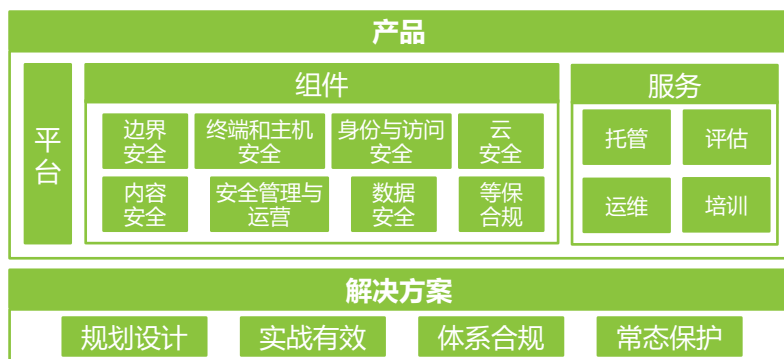 产品
平台
组件
边界
安全
终端和主机
安全
身份与访问
安全
云
安全
内容
安全
安全管理与
运营
数据
安全
等保
合规
服务
托管
评估
运维
培训
解决方案
规划设计
实战有效
体系合规
常态保护